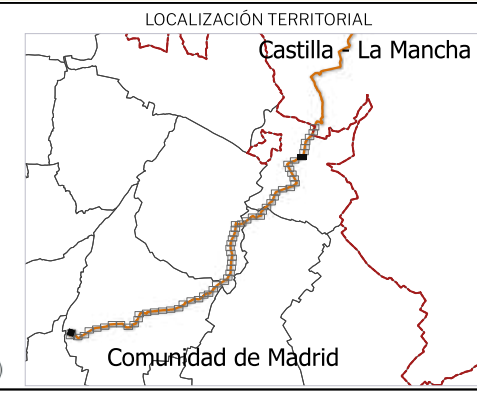 LOCALIZACIÓN TERRITORIAL
Castilla - La Mancha
Comunidad de Madrid